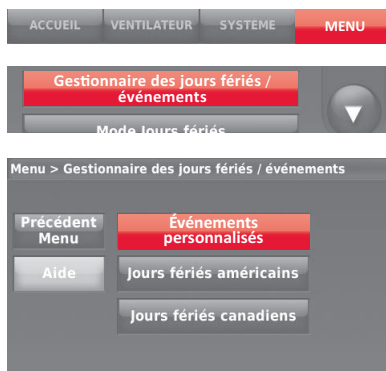 ACCUEIL VENTILATEUR SYSTÈME MENU
Gestionnaire des jours fériés /
événements
Mode Jours fériés
Menu > Gestionnaire des jours fériés / événements
Précédent
Menu
Événements
personnalisés
Aide
Jours fériés américains
Jours fériés canadiens